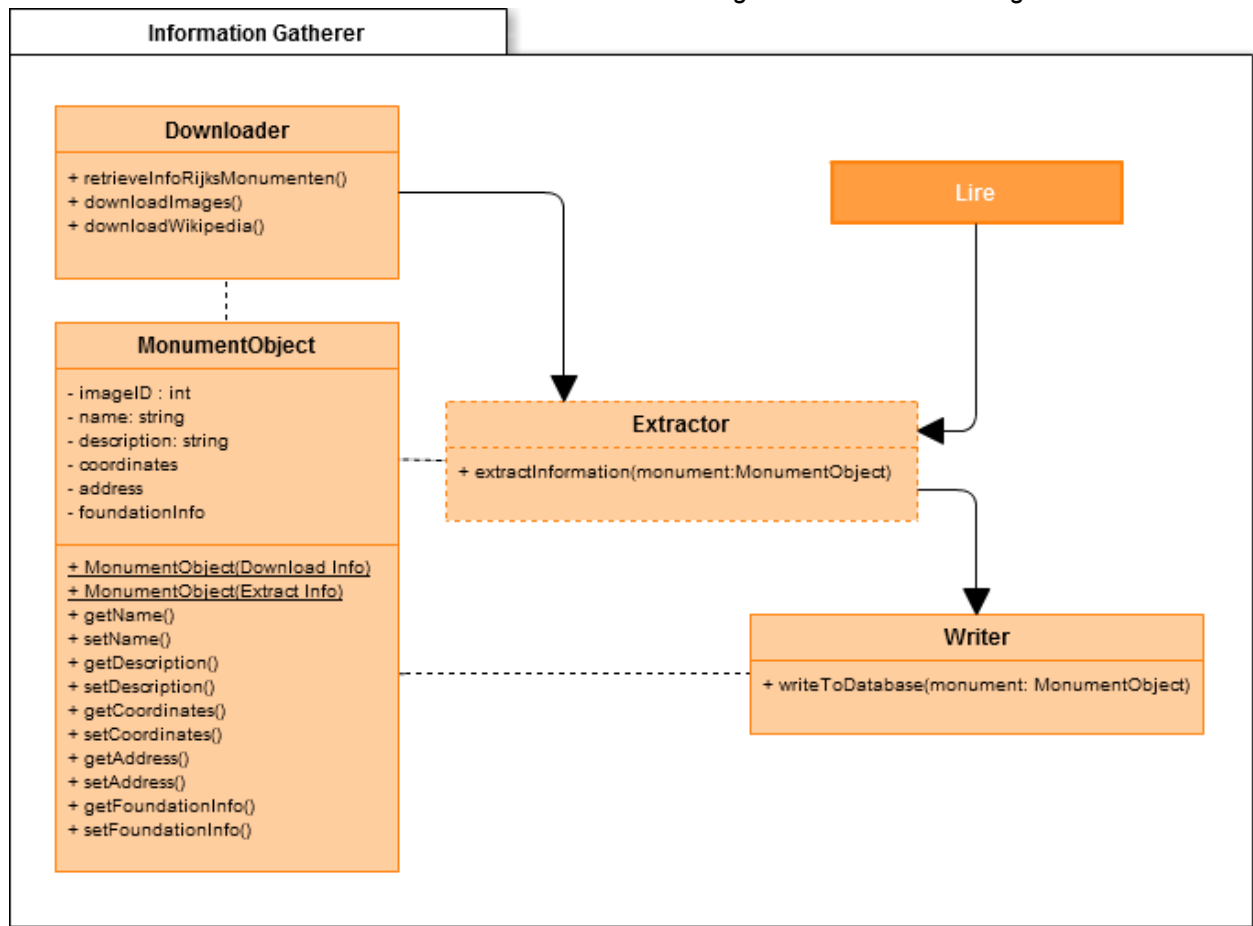 Information Gatherer
Downloader
+ retrieveInfoRijksMonumenten()
+ downloadImages()
+ downloadWikipedia()
Lire
MonumentObject
- imageID : int
- name: string
- description: string
- coordinates
- address
- foundationInfo
+ MonumentObject(Download Info)
+ MonumentObject(Extract Info)
+ getName()
+ setName()
+ getDescription()
+ setDescription()
+ getCoordinates()
+ setCoordinates()
+ getAddress()
+ setAddress()
+ getFoundationInfo()
+ setFoundationInfo()
Extractor
+ extractInformation(monument:MonumentObject)
Writer
+ writeToDatabase(monument: MonumentObject)